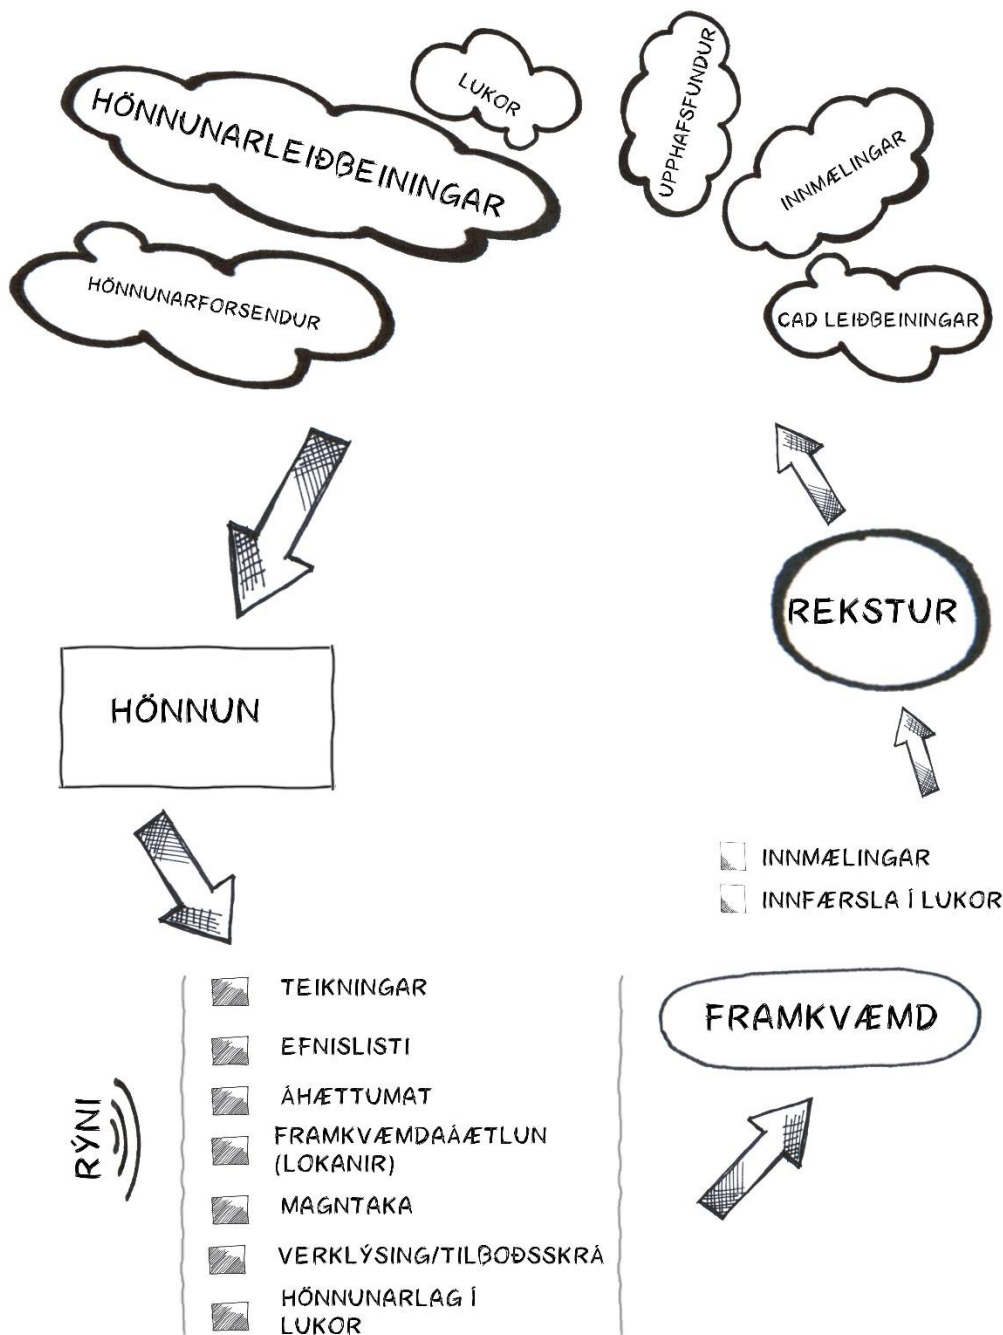 LUKOR
UPPHAFSFUNDUR
HÖNNUNARLEIÐBEININGAR
INNMÆLINGAR
HÖNNUNARFORSENDUR
CAD LEIÐBEININGAR
REKSTUR
HÖNNUN
INNMÆLINGAR
INNFÆRSLA Í LUKOR
FRAMKVÆMD
RÝNI
TEIKNINGAR
EFNISLISTI
ÁHÆTTUMAT
FRAMKVÆMDAÁÆTLUN
(LOKANIR)
MAGNTAKA
VERKLÝSING/TILBOÐSSKRÁ
HÖNNUNARLAG Í
LUKOR